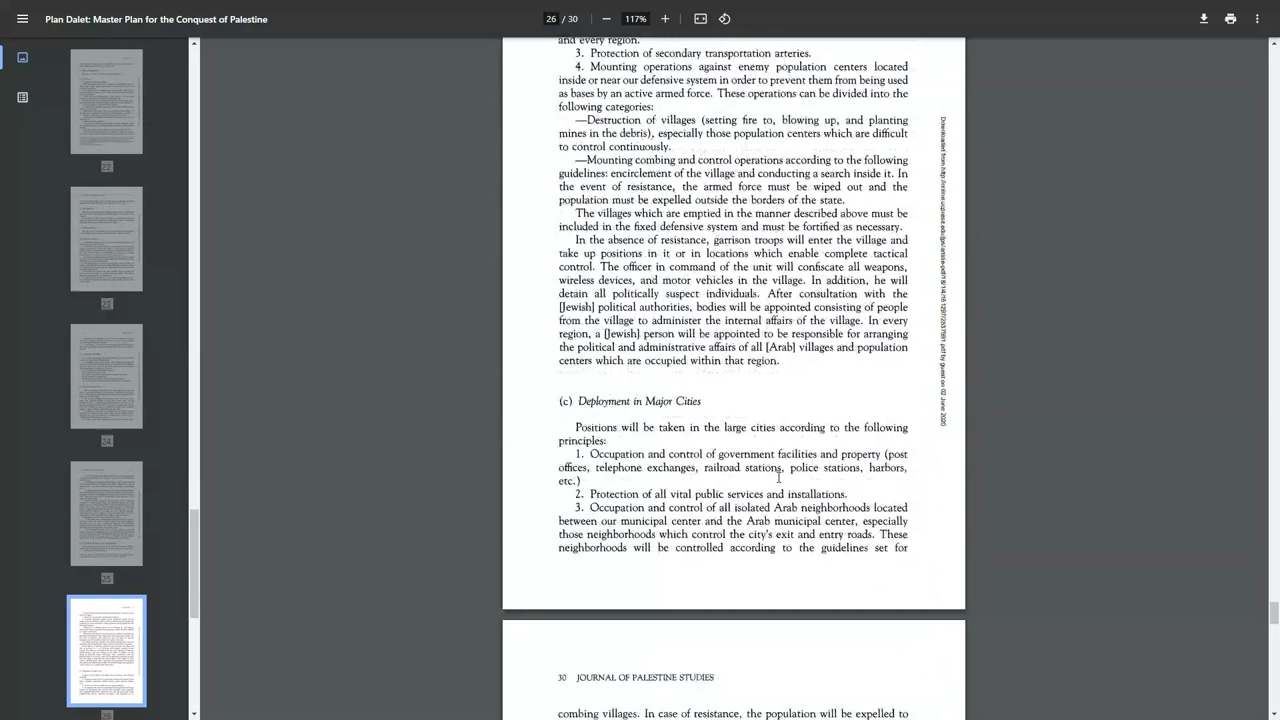 Plan Dalet: Master Plan for the Conquest of Palestine
26 / 30
117%
and every region.
3. Protection of secondary transportation arteries.
4. Mounting operations against enemy population centers located
inside or near our defensive system in order to prevent them from being used
as bases by an active armed force. These operations can be divided into the
following categories:
—Destruction of villages (setting fire to, blowing up, and planting
mines in the debris), especially those population centers which are difficult
to control continuously.
—Mounting combing and control operations according to the following
guidelines: encirclement of the village and conducting a search inside it. In
the event of resistance, the armed force must be wiped out and the
population must be expelled outside the borders of the state.
The villages which are emptied in the manner described above must be
included in the fixed defensive system and must be fortified as necessary.
In the absence of resistance, garrison troops will enter the village and
take up positions in it or in locations which enable complete tactical
control. The officer in command of the unit will confiscate all weapons,
wireless devices, and motor vehicles in the village. In addition, he will
detain all politically suspect individuals. After consultation with the
[Jewish] political authorities, bodies will be appointed consisting of people
from the village to administer the internal affairs of the village. In every
region, a [Jewish] person will be appointed to be responsible for arranging
the political and administrative affairs of all [Arab] villages and population
centers which are occupied within that region.
(c) Deployment in Major Cities
Positions will be taken in the large cities according to the following
principles:
1. Occupation and control of government facilities and property (post
offices, telephone exchanges, railroad stations, police stations, harbors,
etc.)
2. Protection of all vital public services and installations.
3. Occupation and control of all isolated Arab neighborhoods located
between our municipal center and the Arab municipal center, especially
those neighborhoods which control the city's exit and entry roads. These
neighborhoods will be controlled according to the guidelines set for
30 JOURNAL OF PALESTINE STUDIES
combing villages. In case of resistance, the population will be expelled to
22
23
24
25
by guest on 02 June 2020